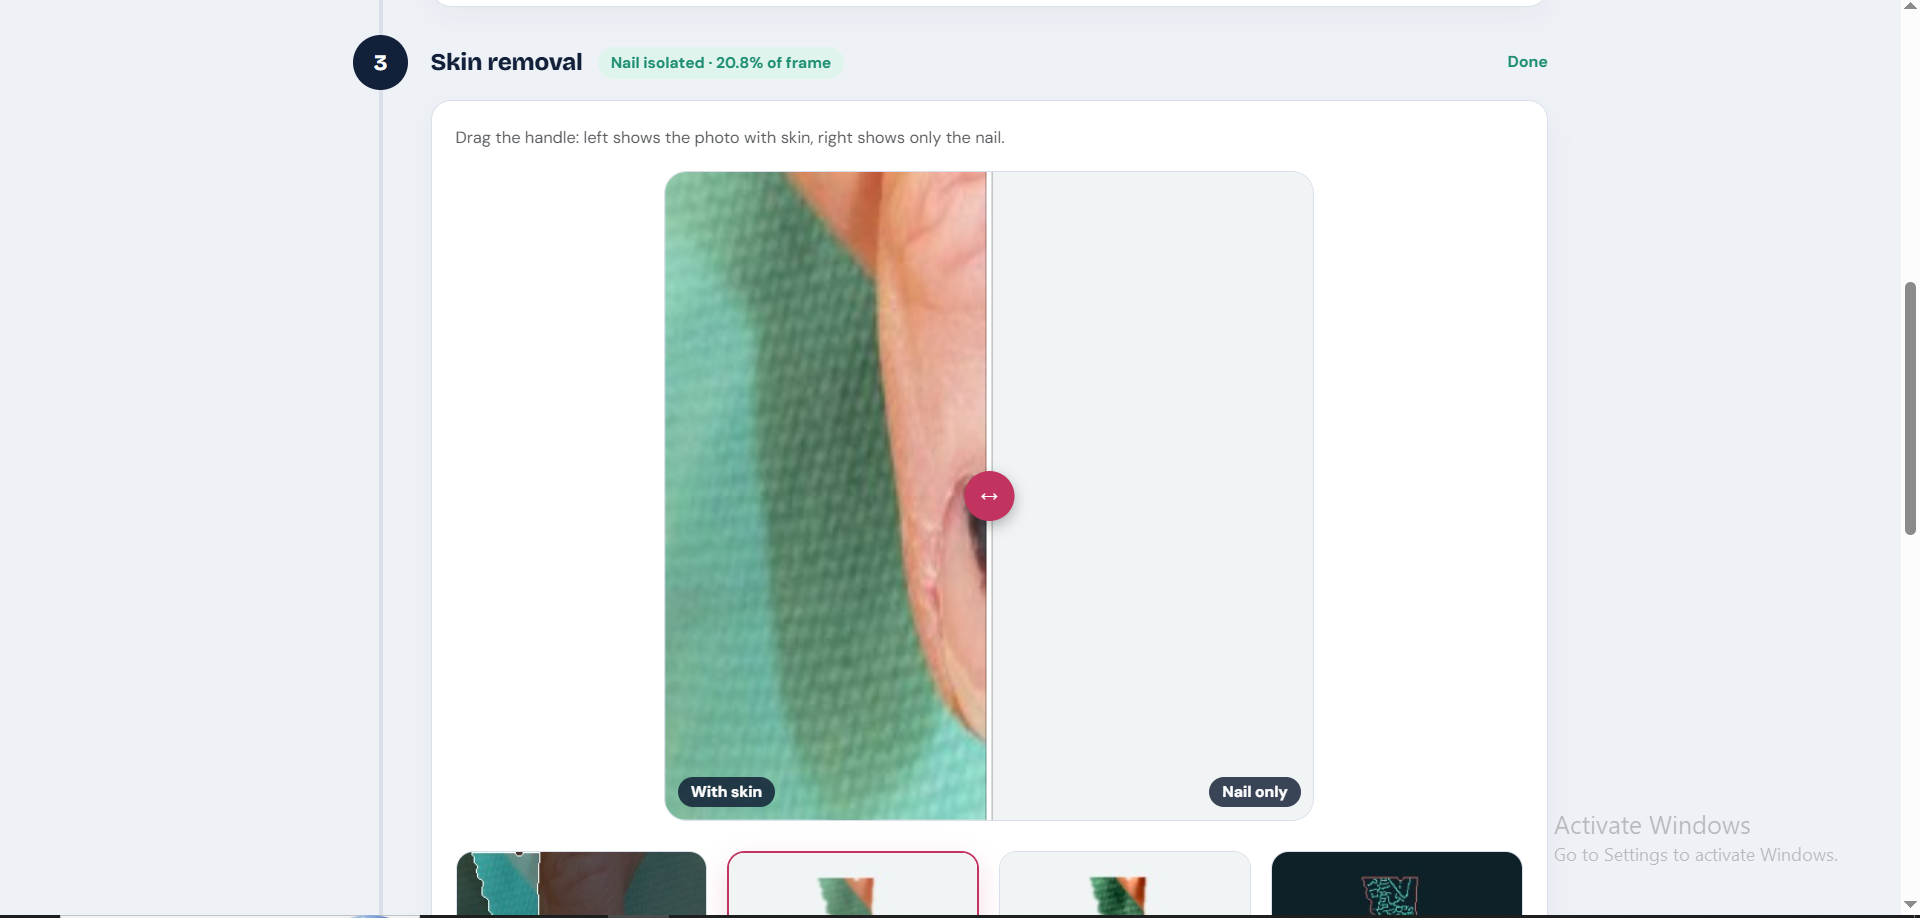 3
Skin removal
Nail isolated · 20.8% of frame
Done
Drag the handle: left shows the photo with skin, right shows only the nail.
With skin
Nail only
Activate Windows
Go to Settings to activate Windows.